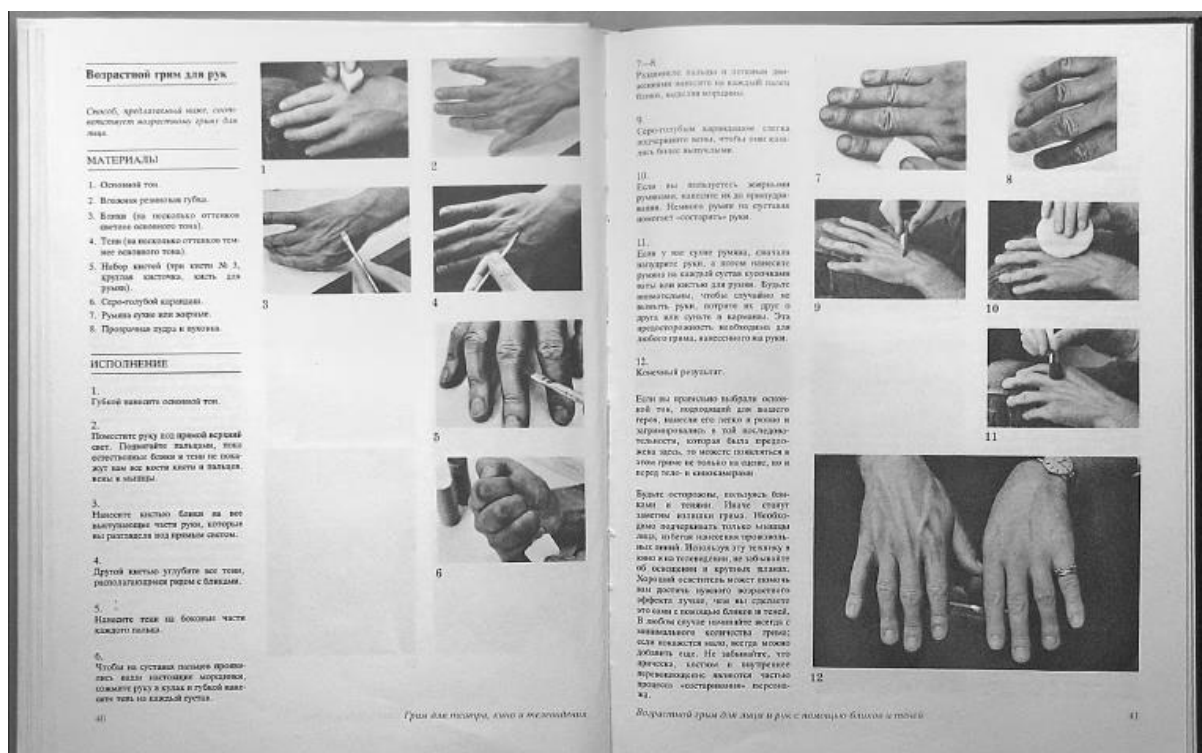 Возрастной грим для рук
Способ, предлагаемый ниже, соот-
ветствует возрастному гриму для
лица.
МАТЕРИАЛЫ
1. Основной тон.
2. Влажная резиновая губка.
3. Блики (на несколько оттенков
светлее основного тона).
4. Тени (на несколько оттенков тем-
нее основного тона).
5. Набор кистей (три кисти № 3,
круглая кисточка, кисть для
румян).
6. Серо-голубой карандаш.
7. Румяна сухие или жирные.
8. Прозрачная пудра и пуховка.
ИСПОЛНЕНИЕ
1.
Губкой нанесите основной тон.
2.
Поместите руку под прямой верхний
свет. Подвигайте пальцами, пока
естественные блики и тени не пока-
жут вам все кости кисти и пальцев,
вены и мышцы.
3.
Нанесите кистью блики на все
выступающие части руки, которые
вы разглядели под прямым светом.
4.
Другой кистью углубите все тени,
располагающиеся рядом с бликами.
5.
Нанесите тени на боковые части
каждого пальца.
6.
Чтобы на суставах пальцев прояви-
лись ваши настоящие морщинки,
сожмите руку в кулак и губкой нане-
сите тень на каждый сустав.
1
2
3
4
5
6
40
Грим для театра, кино и телевидения
7—8.
Раздвиньте пальцы и легкими дви-
жениями нанесите на каждый палец
блики, выделяя морщины.
9.
Серо-голубым карандашом слегка
подчеркните вены, чтобы они каза-
лись более выпуклыми.
10.
Если вы пользуетесь жирными
румянами, нанесите их до припудри-
вания. Немного румян на суставах
помогает «состарить» руки.
11.
Если у вас сухие румяна, сначала
напудрите руки, а потом нанесите
румяна на каждый сустав кусочками
ваты или кистью для румян. Будьте
внимательны, чтобы случайно не
руки, потерев их друг о
друга или сунув в карманы. Эта
предосторожность необходима для
любого грима, нанесенного на руки.
12.
Конечный результат.
Если вы правильно выбрали основ-
ной тон, подходящий для вашего
героя, нанесли его легко и ровно и
загримировались в той последова-
тельности, которая была предло-
жена здесь, то можете появляться в
этом гриме не только на сцене, но и
перед теле- и кинокамерами.
Будьте осторожны, пользуясь бли-
ками и тенями. Иначе станут
заметны излишки грима. Необхо-
димо подчеркивать только мышцы
лица, избегая нанесения произволь-
ных линий. Используя эту технику в
кино и на телевидении, не забывайте
об освещении и крупных планах.
Хороший осветитель может помочь
вам достичь нужного возрастного
эффекта лучше, чем вы сделаете
это сами с помощью бликов и теней.
В любом случае начинайте всегда с
минимального количества грима;
если покажется мало, всегда можно
добавить еще. Не забывайте, что
прическа, костюм и внутреннее
перевоплощение являются частью
процесса «состаривания» персона-
жа.
7
8
9
10
11
12
Возрастной грим для лица и рук с помощью бликов и теней
41